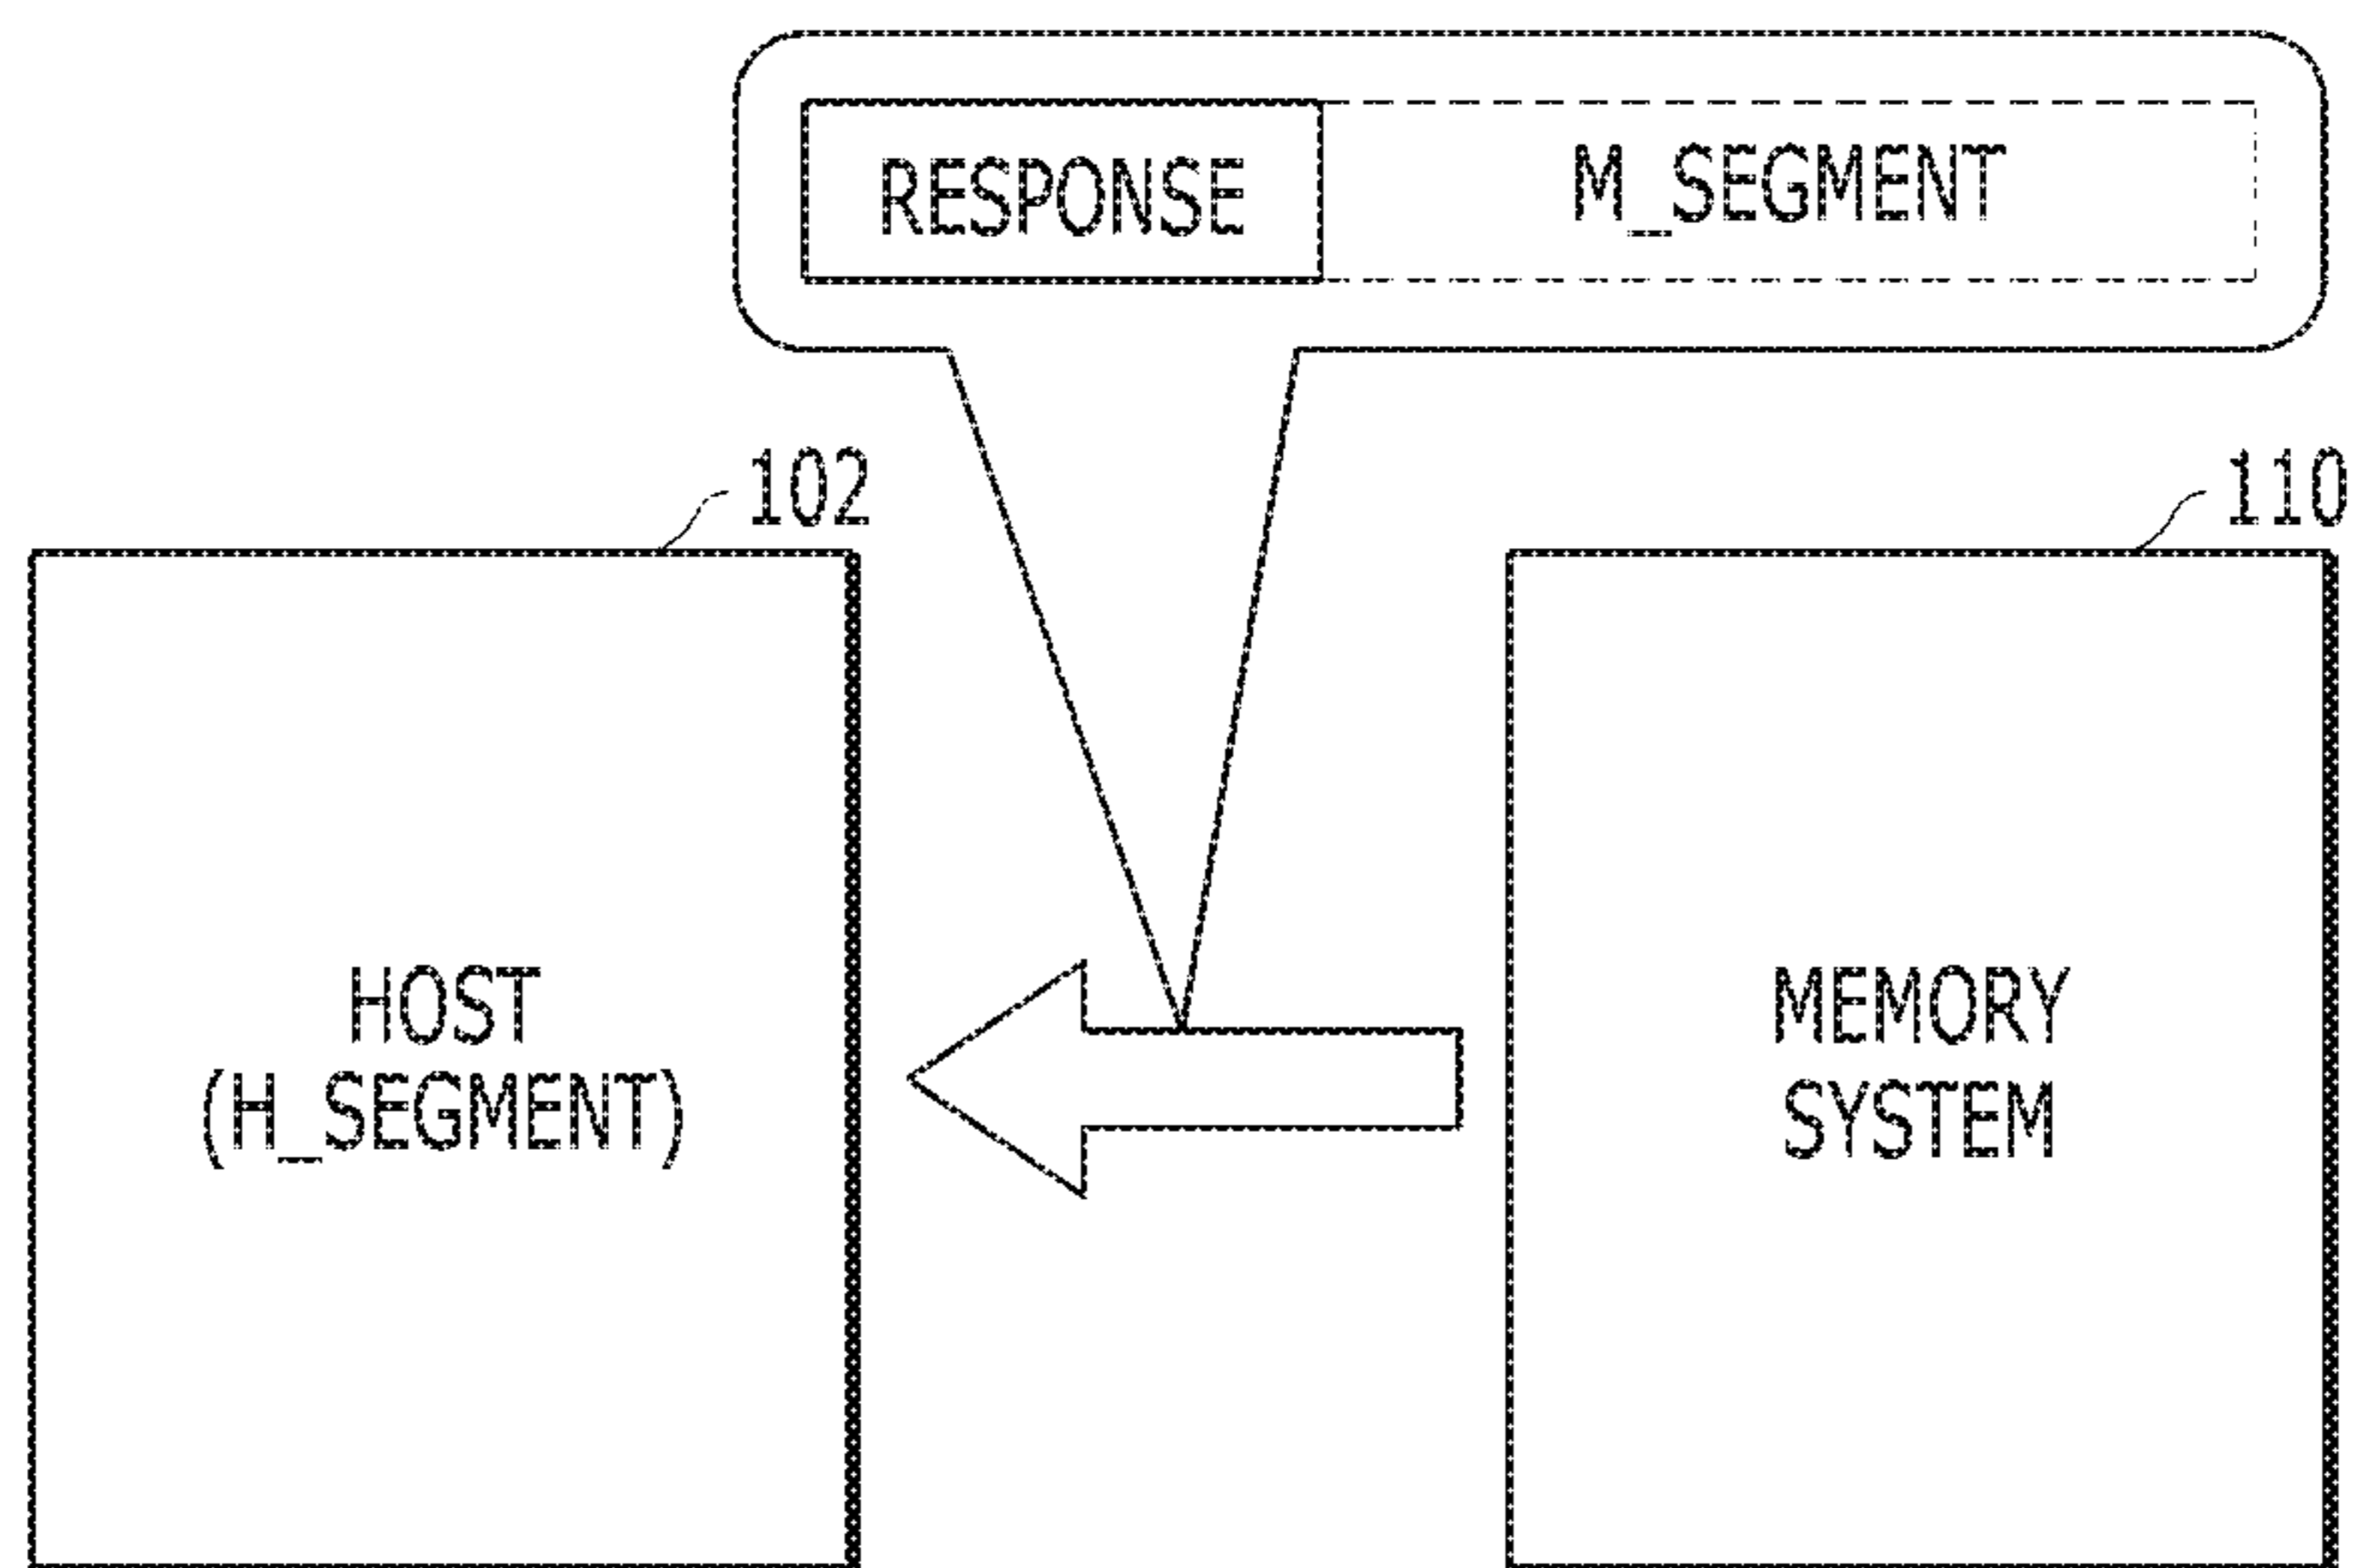 RESPONSE
M_SEGMENT
102
110
HOST
(H_SEGMENT)
MEMORY
SYSTEM